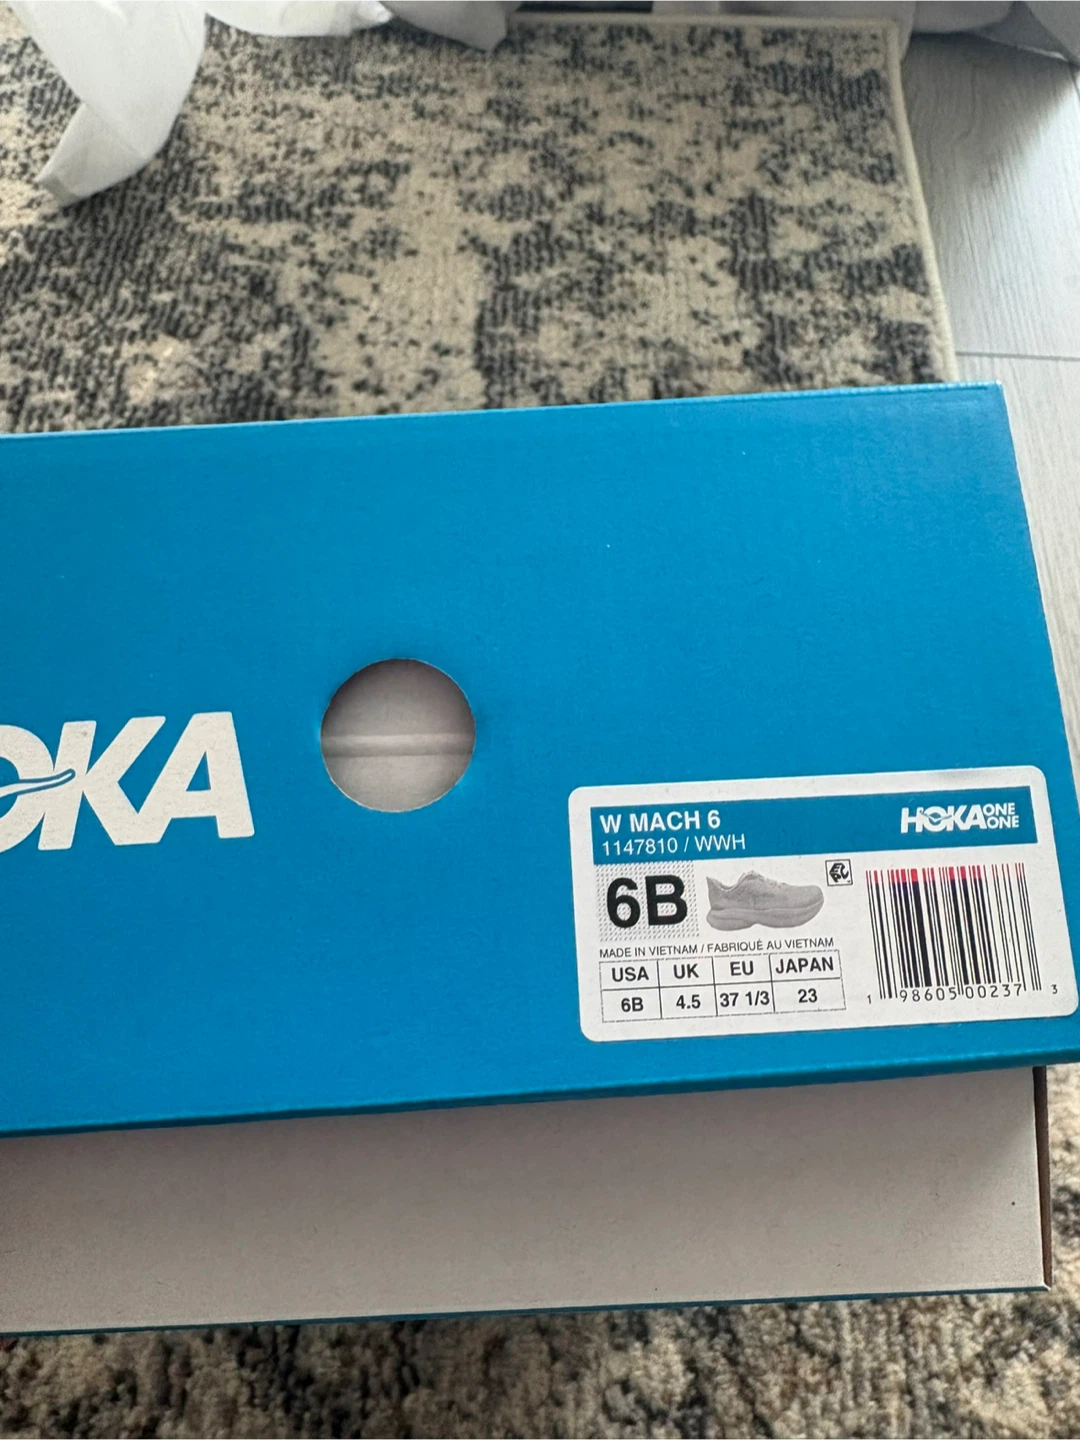 HOKA
W MACH 6
HOKA ONE ONE
1147810 / WWH
6B
MADE IN VIETNAM / FABRIQUÉ AU VIETNAM
USA UK EU JAPAN
6B 4.5 37 1/3 23
1 98605 00237 3